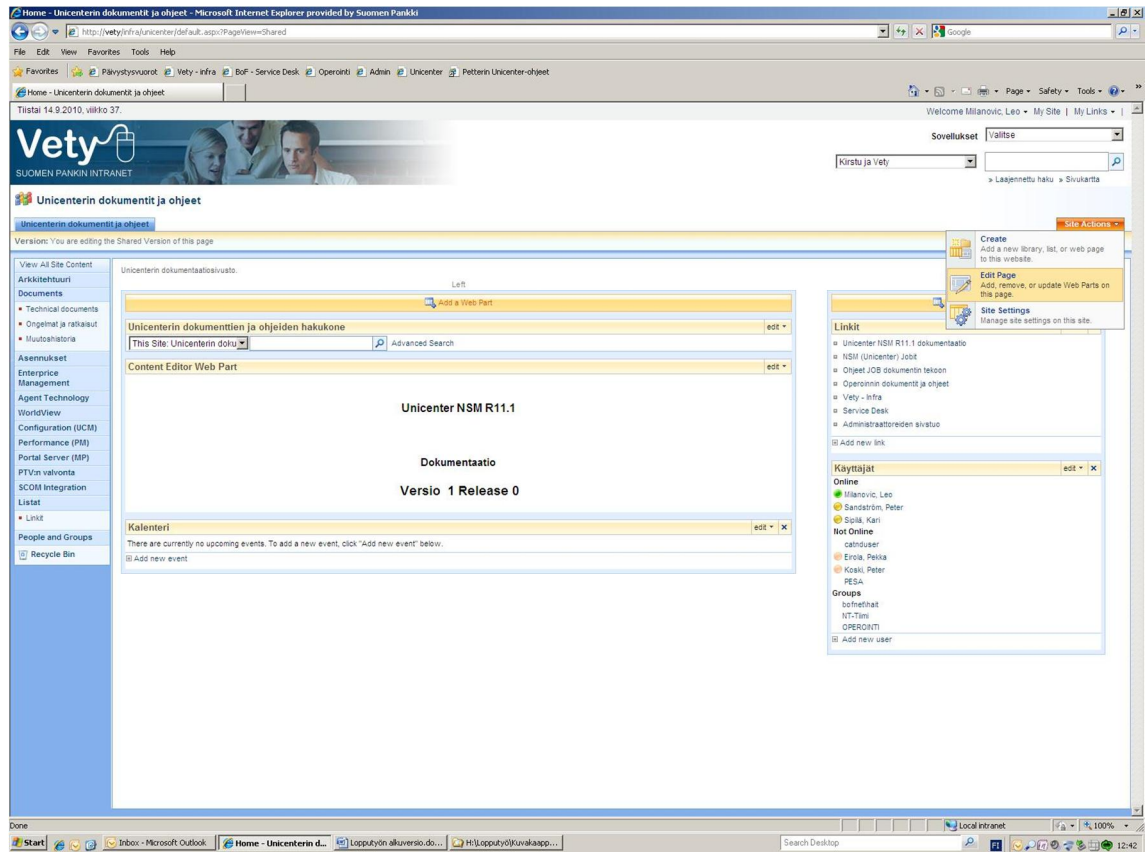 Home - Unicenterin dokumentit ja ohjeet - Microsoft Internet Explorer provided by Suomen Pankki
http://vety/infra/unicenter/default.aspx?PageView=Shared
Google
File Edit View Favorites Tools Help
Favorites Päivystysvuorot Vety - infra BoF - Service Desk Operointi Admin Unicenter Petterin Unicenter-ohjeet
Home - Unicenterin dokumentit ja ohjeet
Page Safety Tools
Tiistai 14.9.2010, viikko 37.
Welcome Milanovic, Leo My Site | My Links |
Vety
SUOMEN PANKIN INTRANET
Sovellukset Valitse
Kirstu ja Vety
» Laajennettu haku » Sivukartta
Unicenterin dokumentit ja ohjeet
Unicenterin dokumentit ja ohjeet
Site Actions
Version: You are editing the Shared Version of this page
Create
Add a new library, list, or web page to this website.
Edit Page
Add, remove, or update Web Parts on this page.
Site Settings
Manage site settings on this site.
View All Site Content
Arkkitehtuuri
Documents
Technical documents
Ongelmat ja ratkaisut
Muutoshistoria
Asennukset
Enterprice
Management
Agent Technology
WorldView
Configuration (UCM)
Performance (PM)
Portal Server (MP)
PTV:n valvonta
SCOM Integration
Listat
Linkit
People and Groups
Recycle Bin
Unicenterin dokumentaatiosivusto.
Left
Add a Web Part
Unicenterin dokumenttien ja ohjeiden hakukone
edit
This Site: Unicenterin doku
Advanced Search
Content Editor Web Part
edit
Unicenter NSM R11.1
Dokumentaatio
Versio 1 Release 0
Kalenteri
edit
There are currently no upcoming events. To add a new event, click "Add new event" below.
Add new event
Linkit
Unicenter NSM R11.1 dokumentaatio
NSM (Unicenter) Jobit
Ohjeet JOB dokumentin tekoon
Operoinnin dokumentit ja ohjeet
Vety - Infra
Service Desk
Administraattoreiden sivstuo
Add new link
Käyttäjät
edit
Online
Milanovic, Leo
Sandström, Peter
Sipilä, Kari
Not Online
catnduser
Eirola, Pekka
Koski, Peter
PESA
Groups
bofnet\hait
NT-Tiimi
OPEROINTI
Add new user
Done
Local intranet
100%
Start
Inbox - Microsoft Outlook
Home - Unicenterin d...
Lopputyön alkuversio.do...
H:\Lopputyö\Kuvakaapp...
Search Desktop
FI
12:42